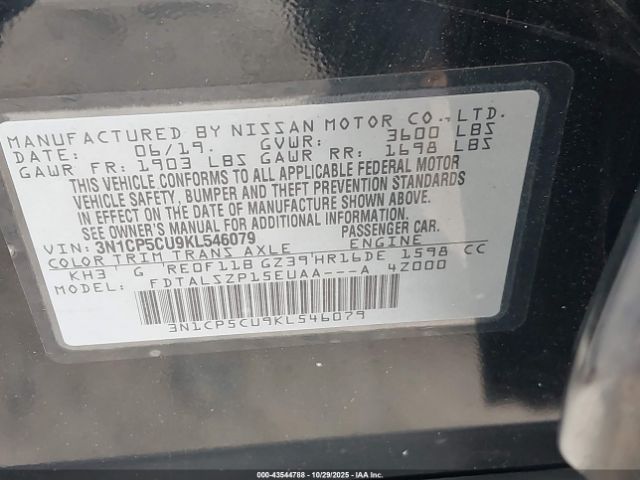 MANUFACTURED BY NISSAN MOTOR CO., LTD.
DATE: 06/19. GVWR: 3600 LBS
GAWR FR: 1903 LBS GAWR RR: 1698 LBS
THIS VEHICLE CONFORMS TO ALL APPLICABLE FEDERAL MOTOR
VEHICLE SAFETY, BUMPER AND THEFT PREVENTION STANDARDS
IN EFFECT ON THE DATE OF MANUFACTURE SHOWN ABOVE.
SEE OWNER'S MANUAL FOR ADDITIONAL INFORMATION.
VIN: 3N1CP5CU9KL546079 PASSENGER CAR.
COLOR TRIM TRANS AXLE ENGINE
KH3 G RE0F11B GZ39 HR16DE 1598 CC
FDTALSZP15EUAA---A 4Z000
3N1CP5CU9KL546079
000-43544788 10/29/2025 IAA Inc.